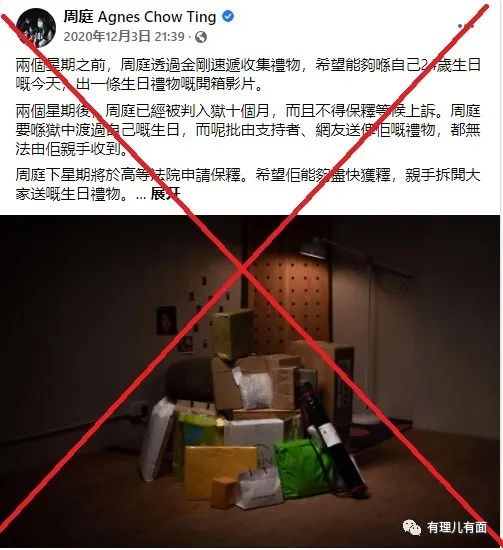 周庭 Agnes Chow Ting
2020年12月3日 21:39
兩個星期之前，周庭透過金剛速遞收集禮物，希望能夠喺自己24歲生日
嘅今天，出一條生日禮物嘅開箱影片。
兩個星期後，周庭已經被判入獄十個月，而且不得保釋等候上訴。周庭
要喺獄中渡過自己嘅生日，而呢批由支持者、網友送俾佢嘅禮物，都無
法由佢親手收到。
周庭下星期將於高等法院申請保釋。希望佢能夠盡快獲釋，親手拆開大
家送嘅生日禮物。... 展开
有理儿有面